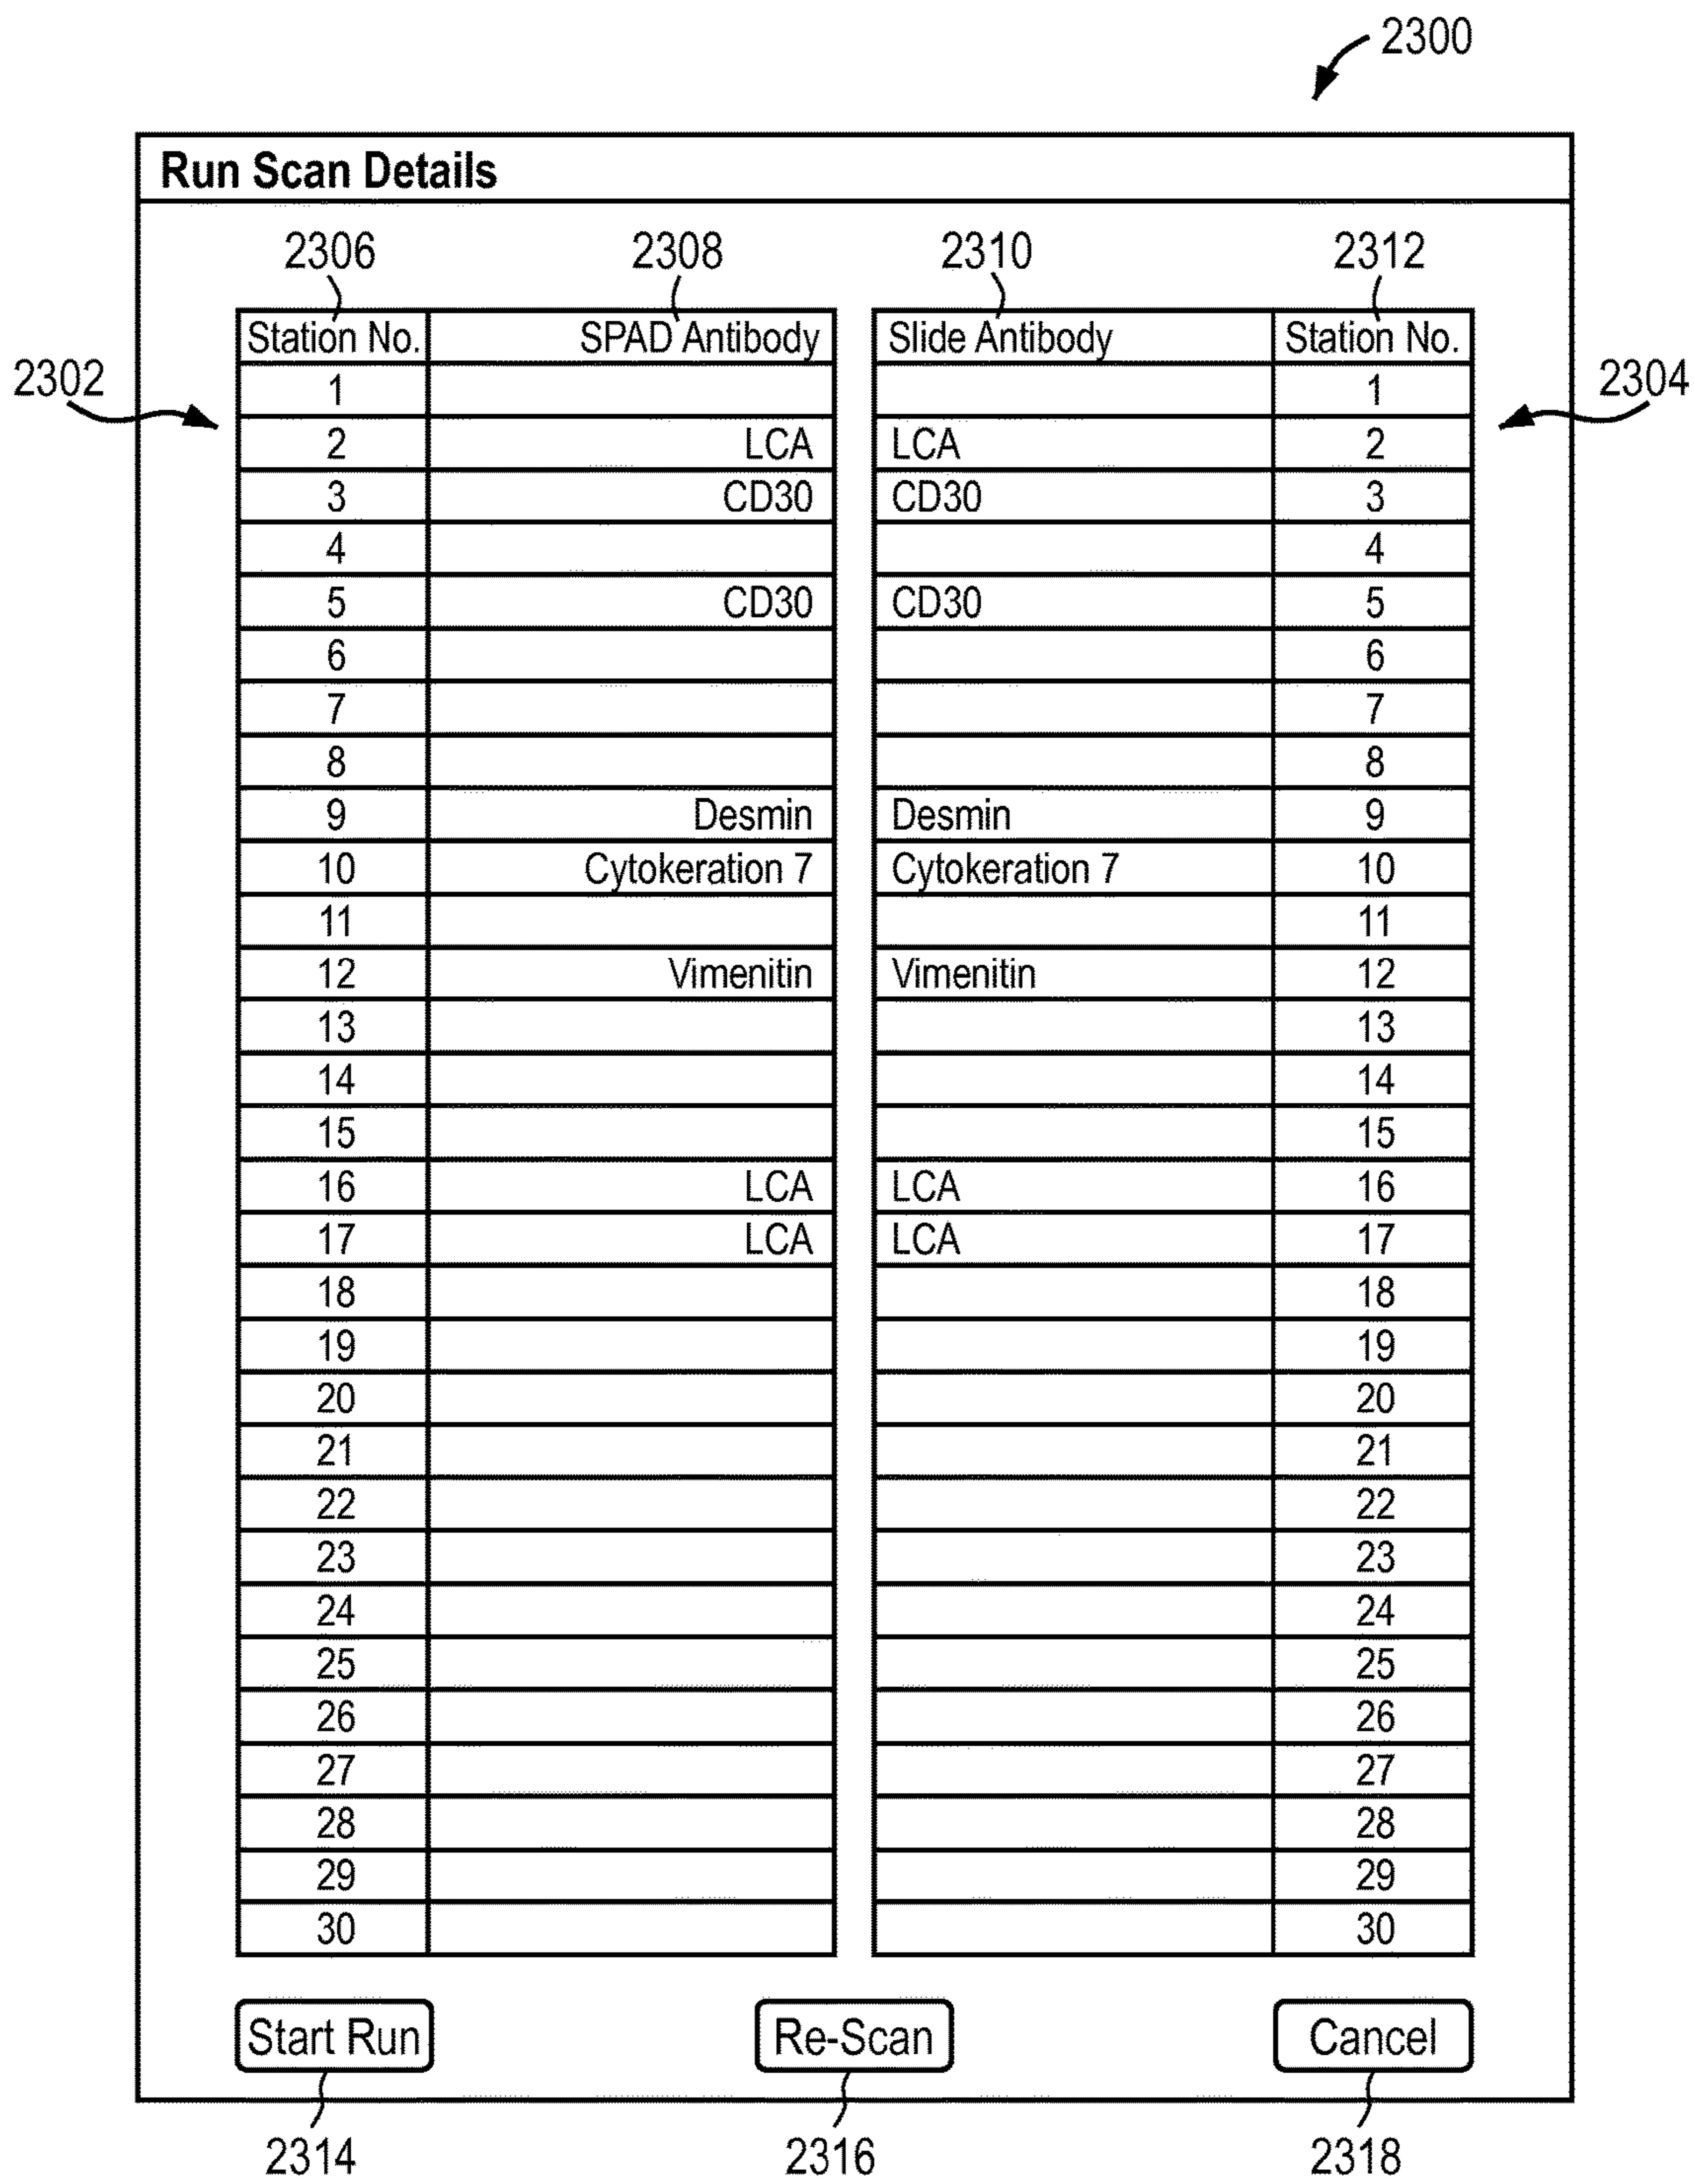 2300
Run Scan Details
2306 2308 2310 2312
Station No. SPAD Antibody Slide Antibody Station No.
2302 1 1 2304
2 LCA LCA 2
3 CD30 CD30 3
4 4
5 CD30 CD30 5
6 6
7 7
8 8
9 Desmin Desmin 9
10 Cytokeration 7 Cytokeration 7 10
11 11
12 Vimenitin Vimenitin 12
13 13
14 14
15 15
16 LCA LCA 16
17 LCA LCA 17
18 18
19 19
20 20
21 21
22 22
23 23
24 24
25 25
26 26
27 27
28 28
29 29
30 30
Start Run Re-Scan Cancel
2314 2316 2318